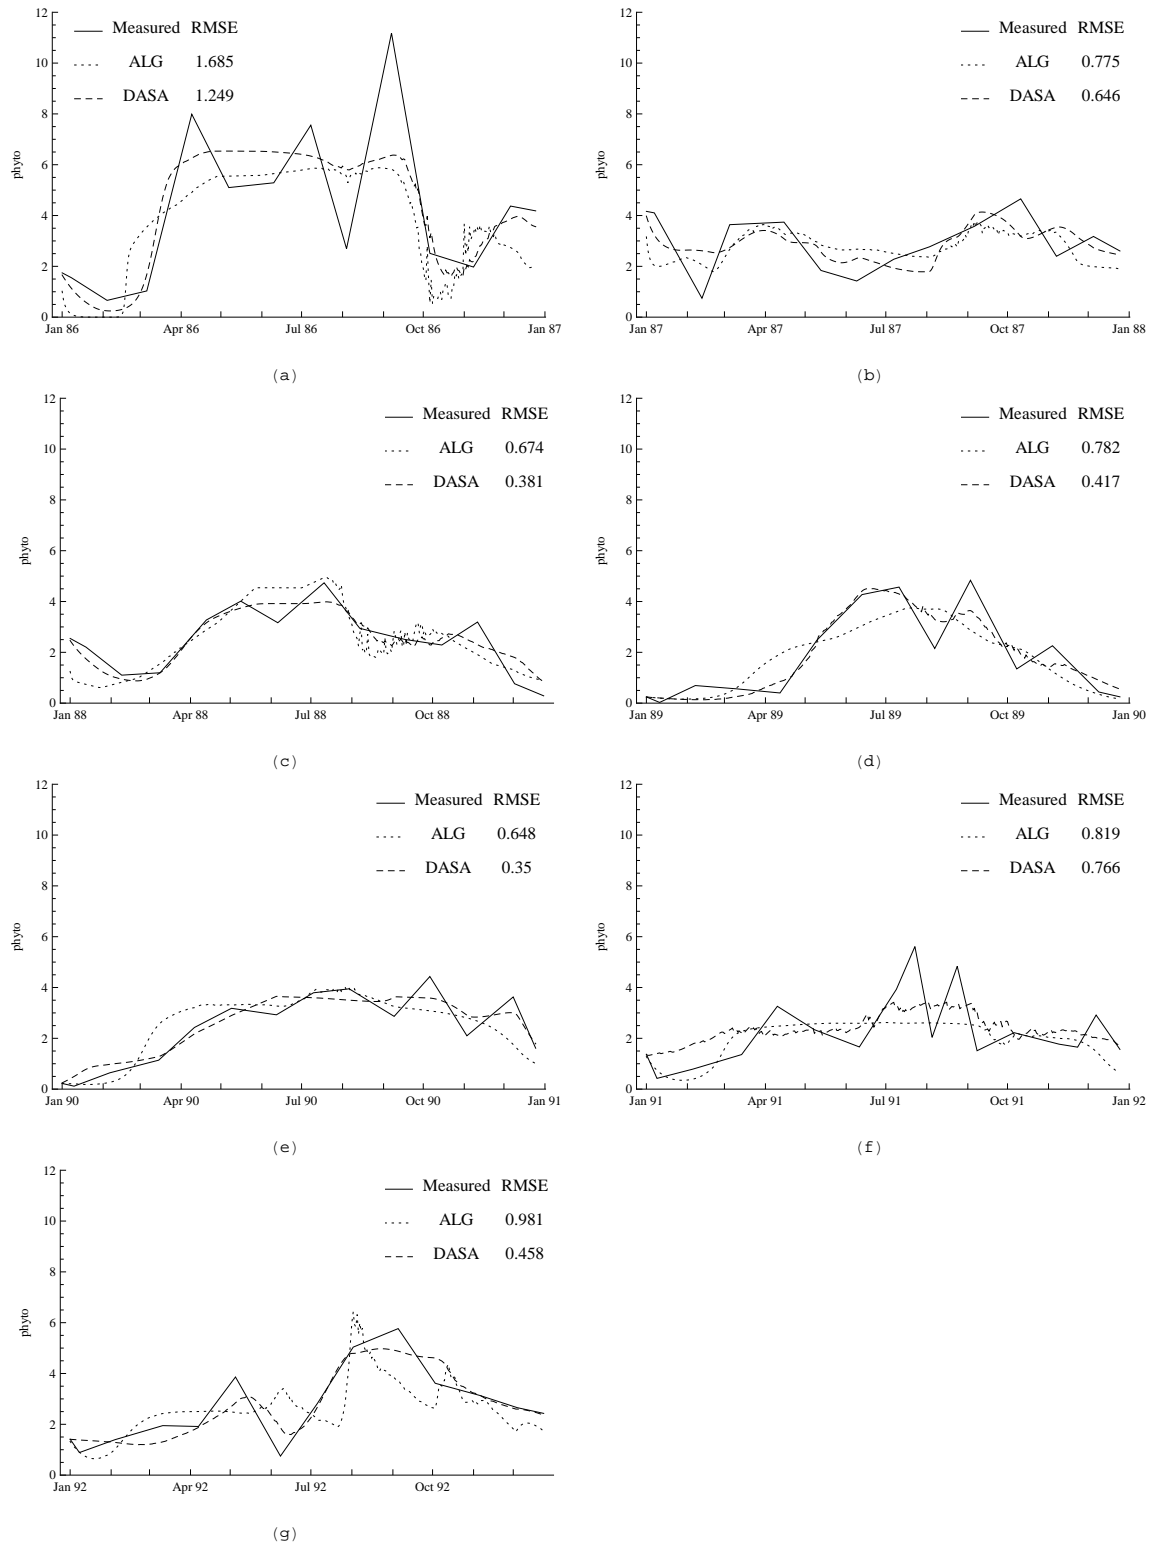 12
10
8
6
4
2
0
phyto
Measured RMSE
ALG 1.685
DASA 1.249
Jan 86 Apr 86 Jul 86 Oct 86 Jan 87
(a)
12
10
8
6
4
2
0
phyto
Measured RMSE
ALG 0.775
DASA 0.646
Jan 87 Apr 87 Jul 87 Oct 87 Jan 88
(b)
12
10
8
6
4
2
0
phyto
Measured RMSE
ALG 0.674
DASA 0.381
Jan 88 Apr 88 Jul 88 Oct 88
(c)
12
10
8
6
4
2
0
phyto
Measured RMSE
ALG 0.782
DASA 0.417
Jan 89 Apr 89 Jul 89 Oct 89 Jan 90
(d)
12
10
8
6
4
2
0
phyto
Measured RMSE
ALG 0.648
DASA 0.35
Jan 90 Apr 90 Jul 90 Oct 90 Jan 91
(e)
12
10
8
6
4
2
0
phyto
Measured RMSE
ALG 0.819
DASA 0.766
Jan 91 Apr 91 Jul 91 Oct 91 Jan 92
(f)
12
10
8
6
4
2
0
phyto
Measured RMSE
ALG 0.981
DASA 0.458
Jan 92 Apr 92 Jul 92 Oct 92
(g)